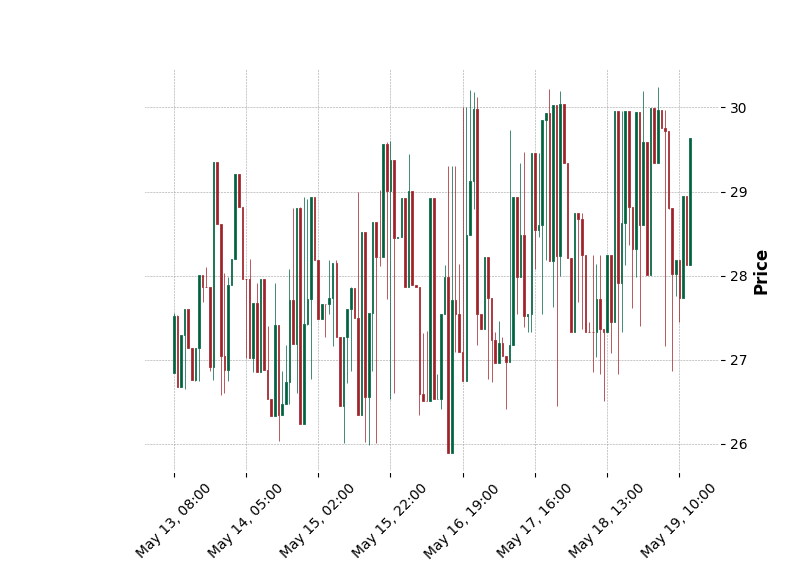 30
29
28
27
26
Price
May 13, 08:00
May 14, 05:00
May 15, 02:00
May 15, 22:00
May 16, 19:00
May 17, 16:00
May 18, 13:00
May 19, 10:00